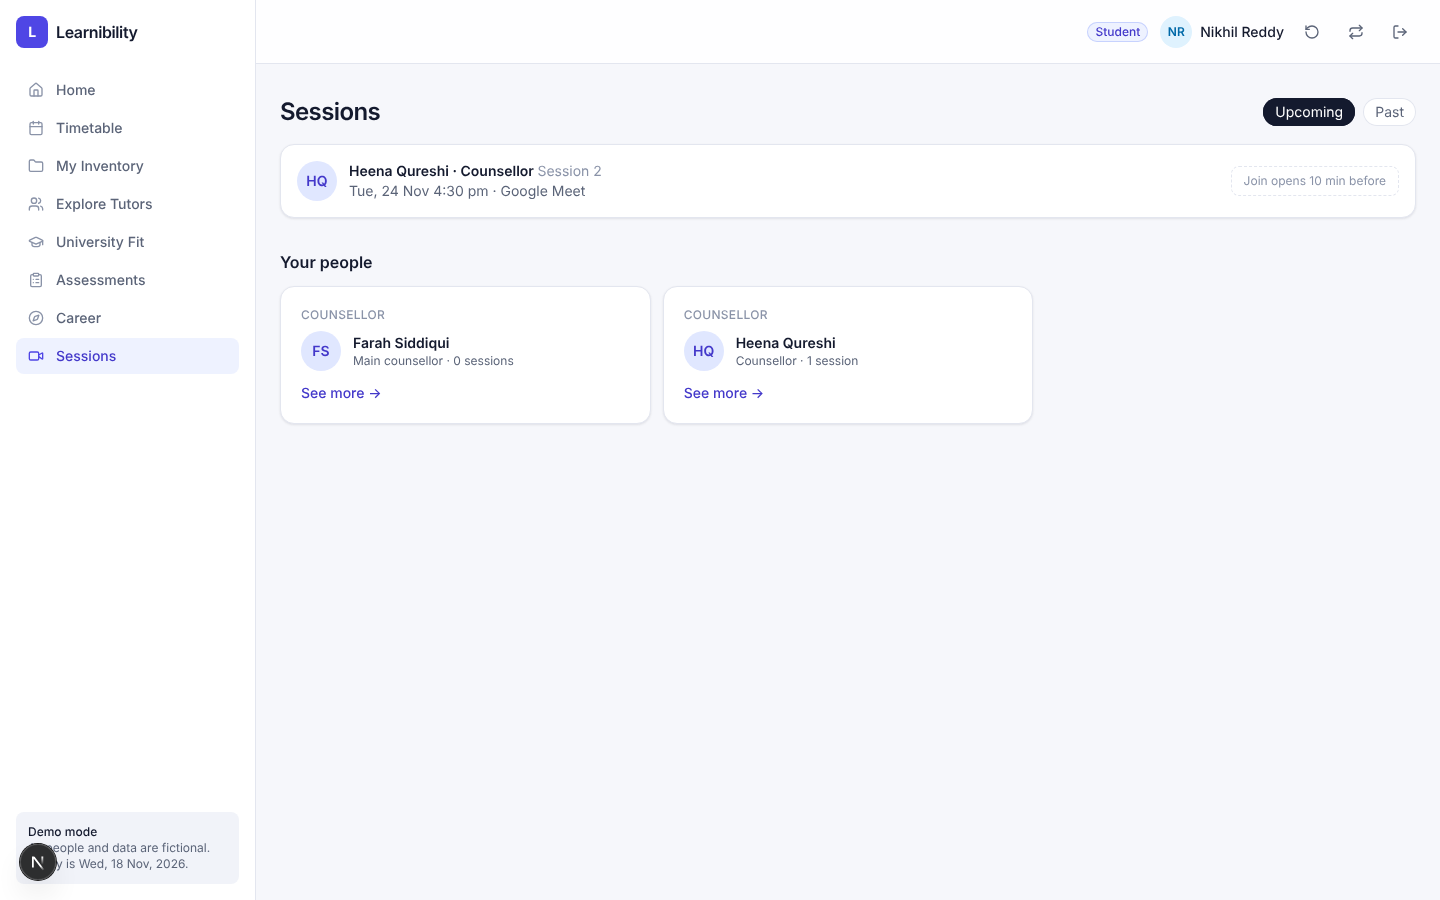 L Learnibility
Student NR Nikhil Reddy
Home
Timetable
My Inventory
Explore Tutors
University Fit
Assessments
Career
Sessions
Sessions
Upcoming Past
HQ
Heena Qureshi · Counsellor Session 2
Tue, 24 Nov 4:30 pm · Google Meet
Join opens 10 min before
Your people
COUNSELLOR
FS
Farah Siddiqui
Main counsellor · 0 sessions
See more →
COUNSELLOR
HQ
Heena Qureshi
Counsellor · 1 session
See more →
Demo mode
people and data are fictional.
is Wed, 18 Nov, 2026.
N